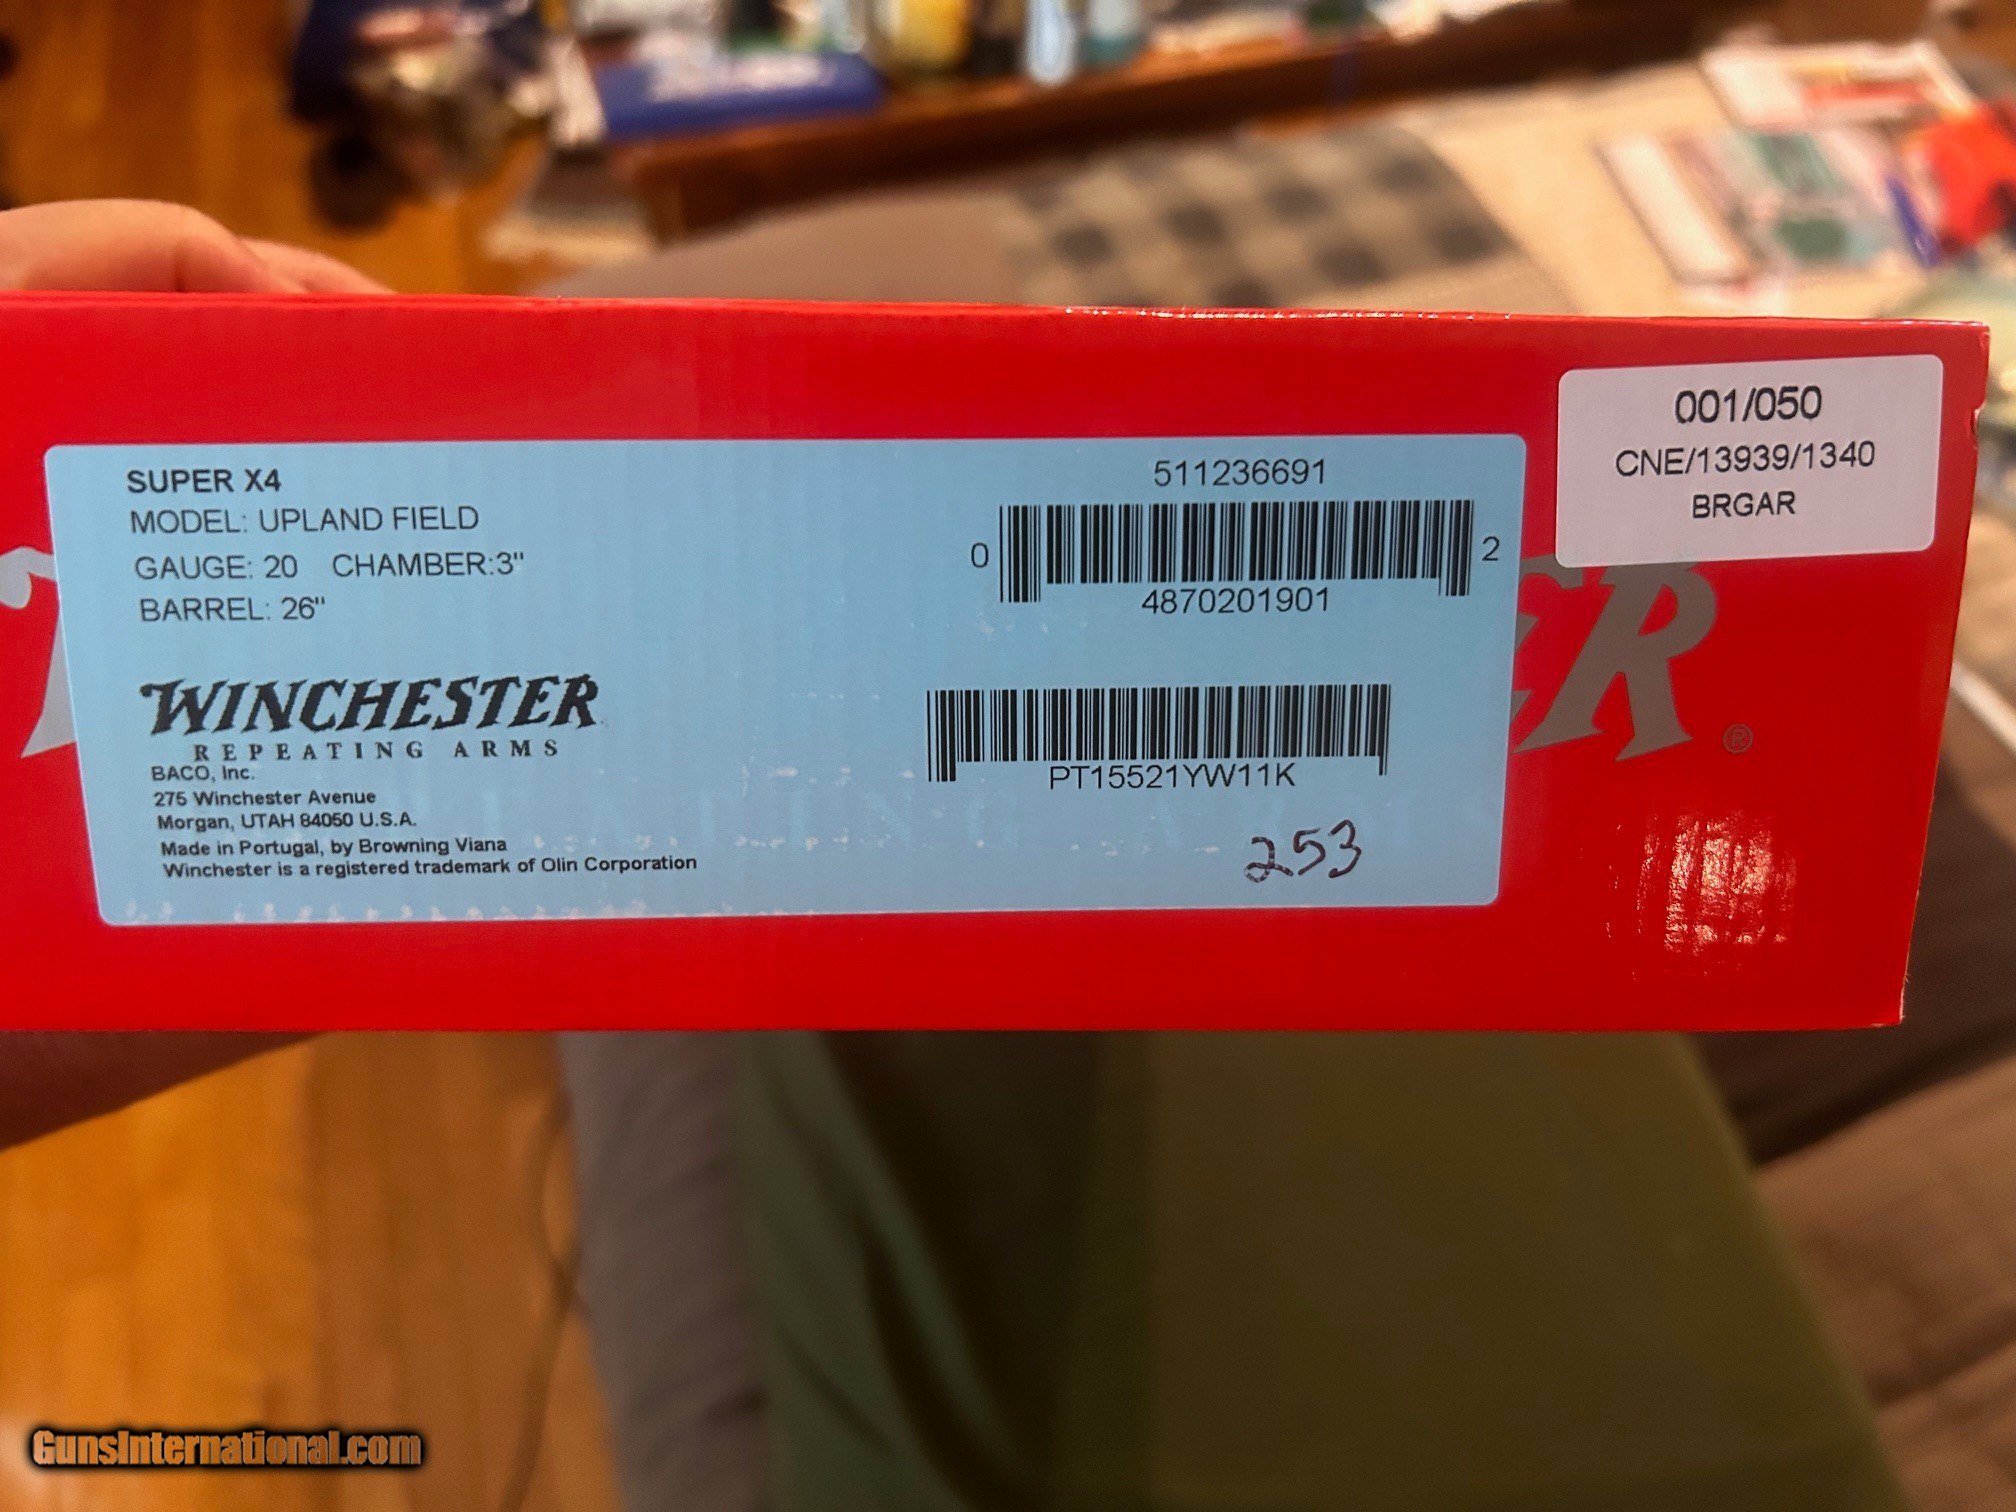 001/050
CNE/13939/1340
BRGAR
SUPER X4
MODEL: UPLAND FIELD
GAUGE: 20 CHAMBER:3"
BARREL: 26"
511236691
0 2
4870201901
WINCHESTER
REPEATING ARMS
BACO, Inc.
275 Winchester Avenue
Morgan, UTAH 84050 U.S.A.
Made in Portugal, by Browning Viana
Winchester is a registered trademark of Olin Corporation
PT15521YW11K
253
ER®
GunsInternational.com